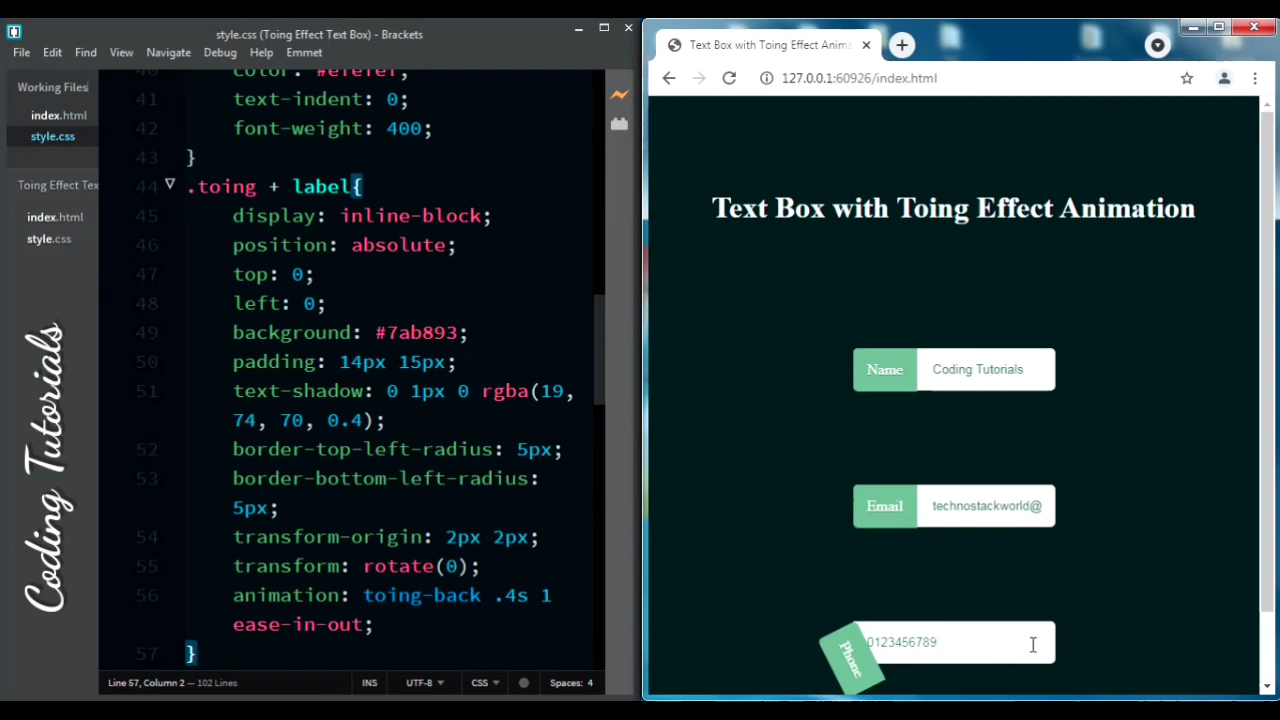 style.css (Toing Effect Text Box) - Brackets
File Edit Find View Navigate Debug Help Emmet
Working Files
index.html
style.css
Toing Effect Tex
index.html
style.css
Coding Tutorials
40 color: #efefef;
41 text-indent: 0;
42 font-weight: 400;
43 }
44 .toing + label{
45 display: inline-block;
46 position: absolute;
47 top: 0;
48 left: 0;
49 background: #7ab893;
50 padding: 14px 15px;
51 text-shadow: 0 1px 0 rgba(19,
74, 70, 0.4);
52 border-top-left-radius: 5px;
53 border-bottom-left-radius:
5px;
54 transform-origin: 2px 2px;
55 transform: rotate(0);
56 animation: toing-back .4s 1
ease-in-out;
57 }
Line 57, Column 2 — 102 Lines
INS UTF-8 CSS Spaces: 4
Text Box with Toing Effect Anima
127.0.0.1:60926/index.html
Text Box with Toing Effect Animation
Name Coding Tutorials
Email technostackworld@
Phone 0123456789